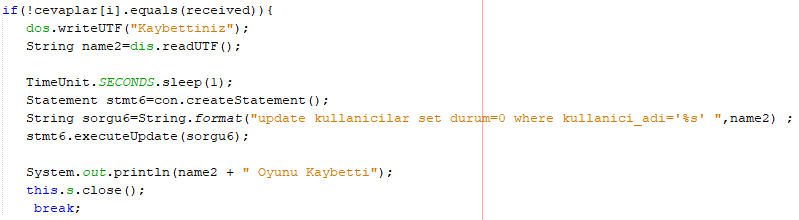 if(!cevaplar[i].equals(received)){
dos.writeUTF("Kaybettiniz");
String name2=dis.readUTF();
TimeUnit.SECONDS.sleep(1);
Statement stmt6=con.createStatement();
String sorgu6=String.format("update kullanicilar set durum=0 where kullanici_adi='%s' ",name2) ;
stmt6.executeUpdate(sorgu6);
System.out.println(name2 + " Oyunu Kaybetti");
this.s.close();
break;